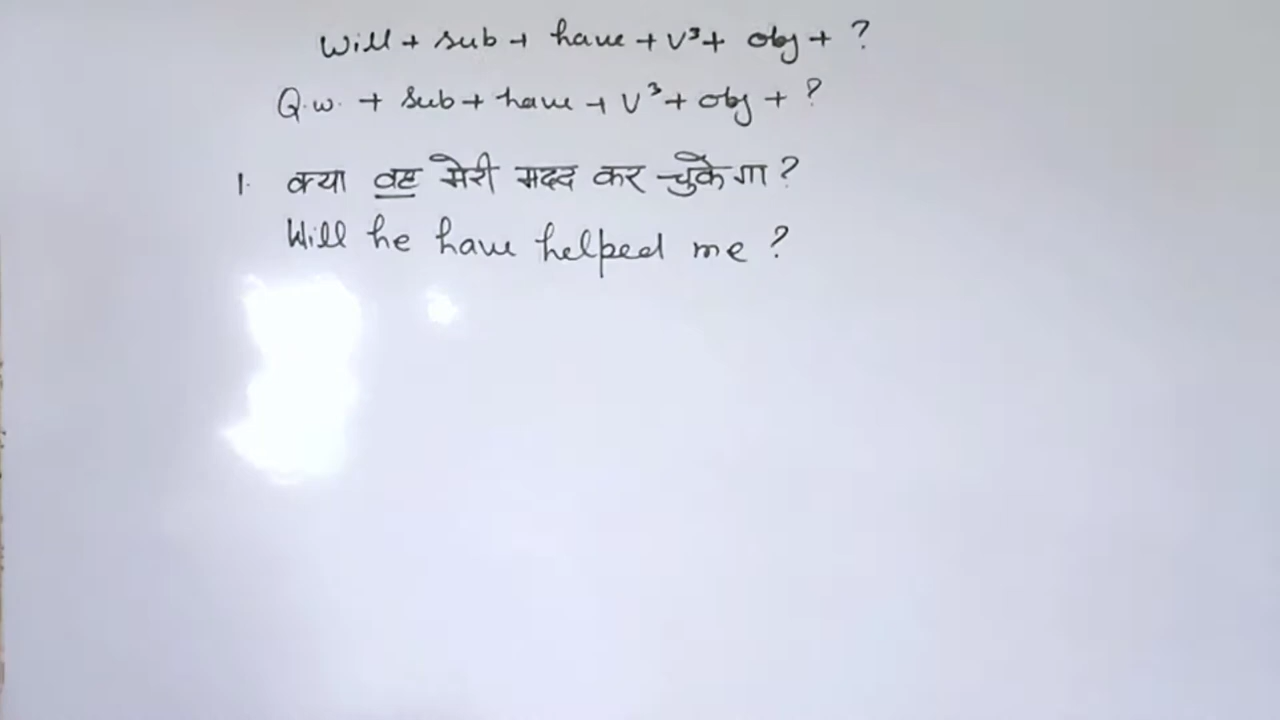 Will + sub + have + V³ + obj + ?
Q.w. + sub + have + V³ + obj + ?
1. क्या वह मेरी मदद कर चुकेगा ?
Will he have helped me ?